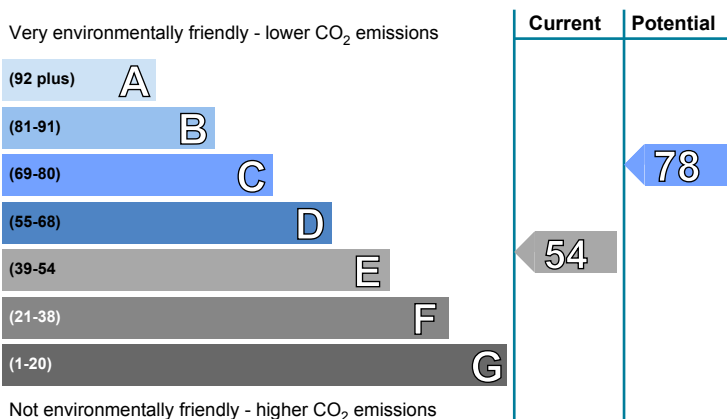 Current Potential
Very environmentally friendly - lower CO2 emissions
(92 plus) A
(81-91) B
(69-80) C 78
(55-68) D
(39-54 E 54
(21-38) F
(1-20) G
Not environmentally friendly - higher CO2 emissions